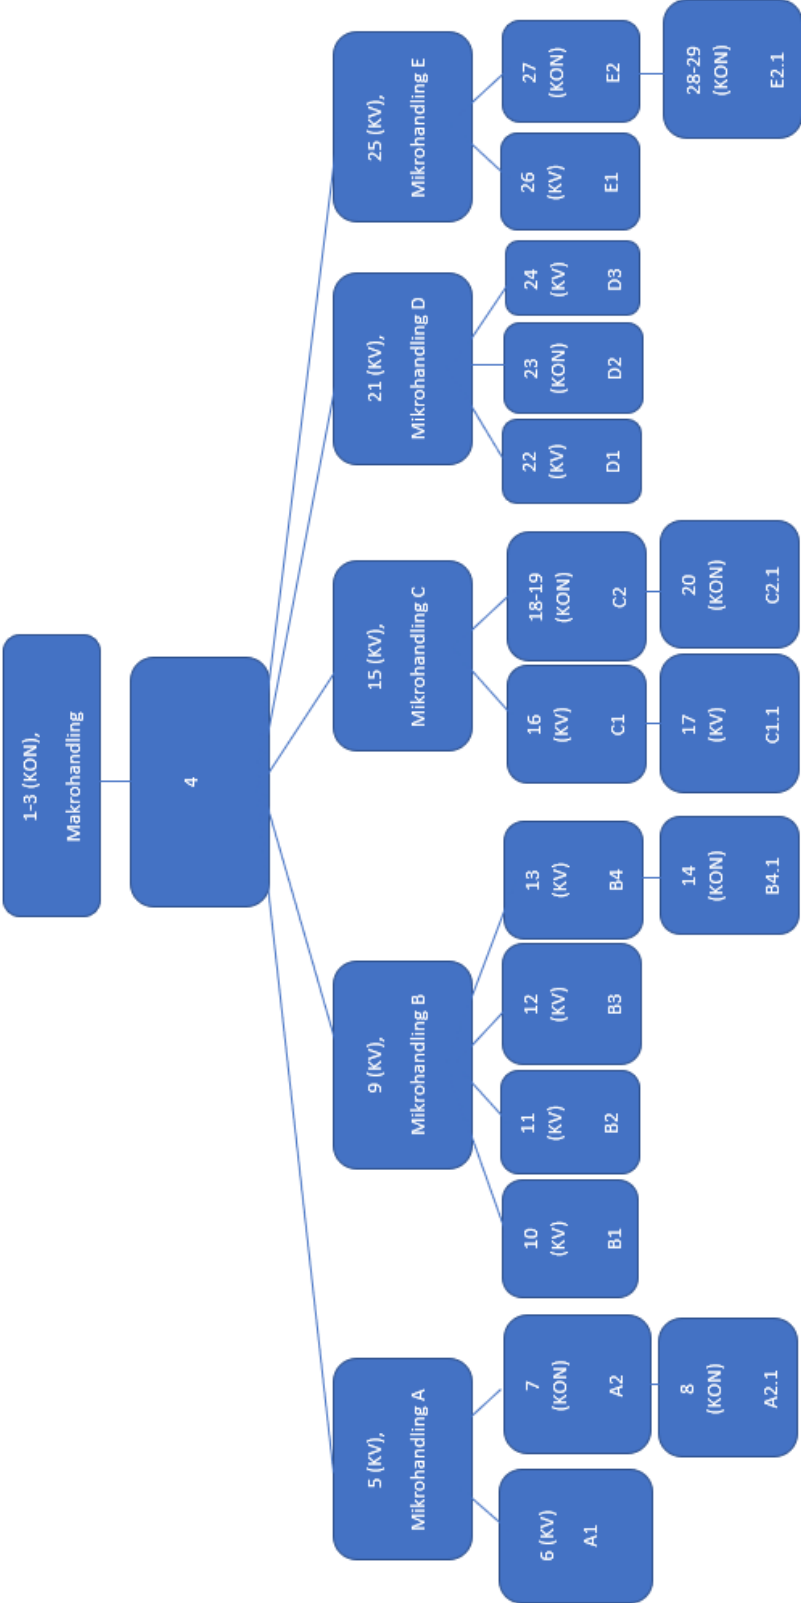 1-3 (KON),
Makrohandling
4
5 (KV),
Mikrohandling A
9 (KV),
Mikrohandling B
15 (KV),
Mikrohandling C
21 (KV),
Mikrohandling D
25 (KV),
Mikrohandling E
6 (KV)
A1
7
(KON)
A2
10
(KV)
B1
11
(KV)
B2
12
(KV)
B3
13
(KV)
B4
16
(KV)
C1
18-19
(KON)
C2
22
(KV)
D1
23
(KON)
D2
24
(KV)
D3
26
(KV)
E1
27
(KON)
E2
8
(KON)
A2.1
14
(KON)
B4.1
17
(KV)
C1.1
20
(KON)
C2.1
28-29
(KON)
E2.1